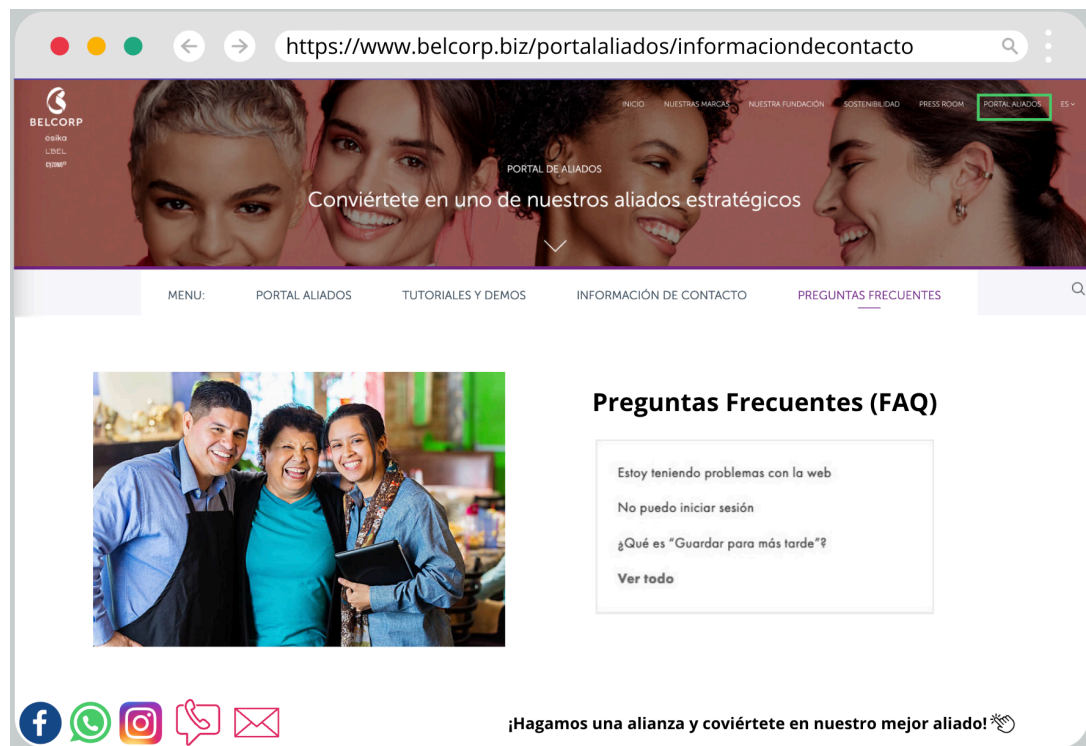 https://www.belcorp.biz/portalaliados/informaciondecontacto
BELCORP
ésika
L'BEL
CYZONE
INICIO NUESTRAS MARCAS NUESTRA FUNDACIÓN SOSTENIBILIDAD PRESS ROOM PORTAL ALIADOS ES
PORTAL DE ALIADOS
Conviértete en uno de nuestros aliados estratégicos
MENU: PORTAL ALIADOS TUTORIALES Y DEMOS INFORMACIÓN DE CONTACTO PREGUNTAS FRECUENTES
Preguntas Frecuentes (FAQ)
Estoy teniendo problemas con la web
No puedo iniciar sesión
¿Qué es "Guardar para más tarde"?
Ver todo
¡Hagamos una alianza y coviértete en nuestro mejor aliado!